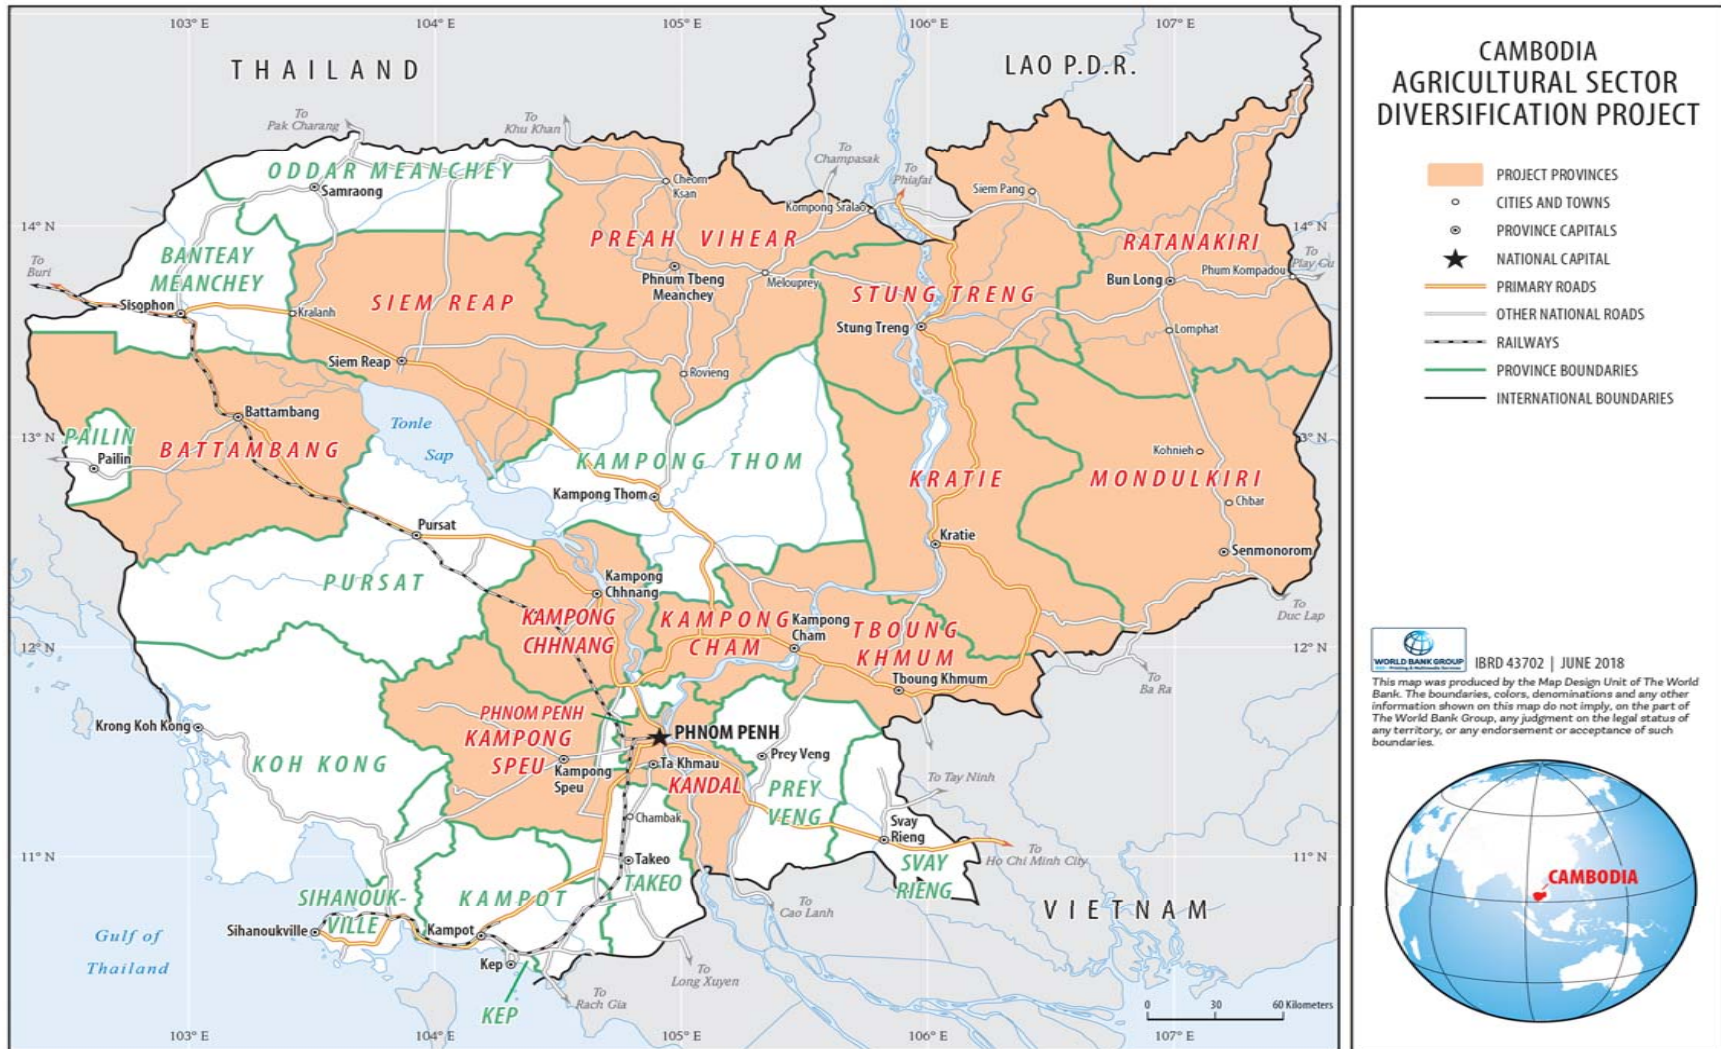 103° E
104° E
105° E
106° E
107° E
THAILAND
LAO P.D.R.
To
Pak Charang
To
Khu Khan
To
Champasak
To
Phiafai
ODDAR MEANCHEY
Samraong
Cheom
Ksan
Siem Pang
Kompong Sralao
14° N
14° N
PREAH VIHEAR
RATANAKIRI
BANTEAY
MEANCHEY
To
Buri
To
Play Cu
Phum Kompadou
Bun Long
Phnum Tbeng
Meanchey
Melouprey
SIEM REAP
STUNG TRENG
Sisophon
Kralanh
Stung Treng
Lomphat
Siem Reap
Rovieng
Battambang
Tonle
Sap
13° N
13° N
PAILIN
Pailin
BATTAMBANG
KAMPONG THOM
Kampong Thom
KRATIE
MONDULKIRI
Kohnieh
Chbar
Pursat
Kratie
Senmonorom
PURSAT
Kampong
Chhnang
To
Duc Lap
KAMPONG
CHHNANG
KAMPONG
CHAM
Kampong
Cham
TBOUNG
KHMUM
Tboung Khmum
12° N
12° N
To
Ba Ra
Krong Koh Kong
KOH KONG
PHNOM PENH
PHNOM PENH
KAMPONG
SPEU
Kampong
Speu
Ta Khmau
KANDAL
Prey Veng
PREY
VENG
To Tay Ninh
Chambak
Svay
Rieng
To
Ho Chi Minh City
11° N
11° N
SVAY
RIENG
Takeo
TAKEO
KAMPOT
SIHANOUK-
VILLE
Sihanoukville
Kampot
Kep
KEP
To
Cao Lanh
To
Long Xuyen
To
Rach Gia
VIETNAM
Gulf of
Thailand
0 30 60 Kilometers
103° E
104° E
105° E
106° E
107° E
CAMBODIA
AGRICULTURAL SECTOR
DIVERSIFICATION PROJECT
PROJECT PROVINCES
CITIES AND TOWNS
PROVINCE CAPITALS
NATIONAL CAPITAL
PRIMARY ROADS
OTHER NATIONAL ROADS
RAILWAYS
PROVINCE BOUNDARIES
INTERNATIONAL BOUNDARIES
WORLD BANK GROUP
IBRD 43702 | JUNE 2018
This map was produced by the Map Design Unit of The World
Bank. The boundaries, colors, denominations and any other
information shown on this map do not imply, on the part of
The World Bank Group, any judgment on the legal status of
any territory, or any endorsement or acceptance of such
boundaries.
CAMBODIA